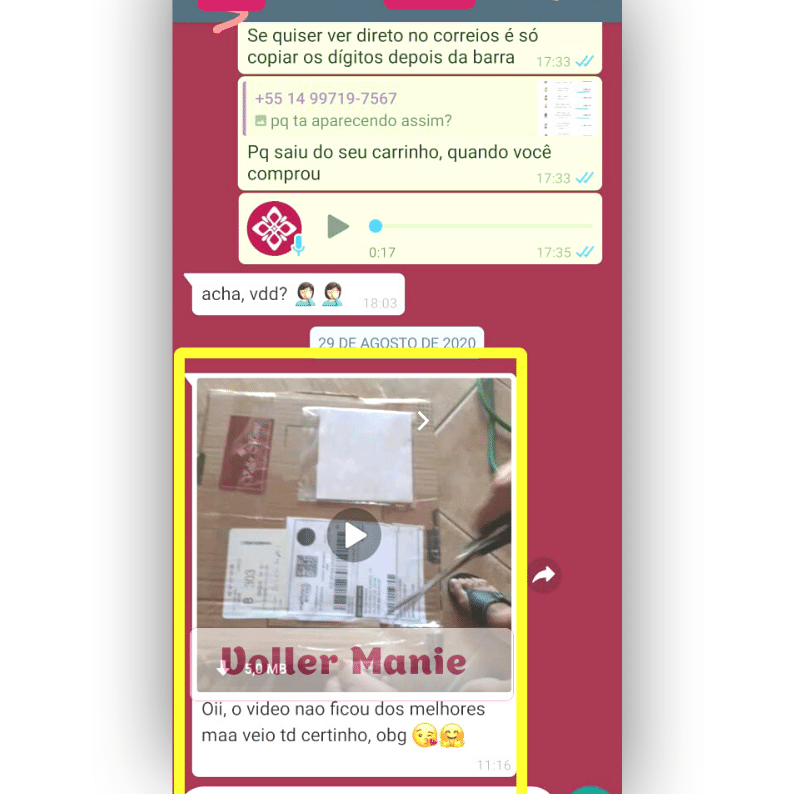 Se quiser ver direto no correios é só
copiar os dígitos depois da barra 17:33
+55 14 99719-7567
pq ta aparecendo assim?
Pq saiu do seu carrinho, quando você
comprou 17:33
0:17 17:35
acha, vdd? 🤦🏻‍♀️ 🤦🏻‍♀️ 18:03
29 DE AGOSTO DE 2020
B 303
Voller Manie
5,0 MB
Oii, o video nao ficou dos melhores
maa veio td certinho, obg 😘🤗
11:16